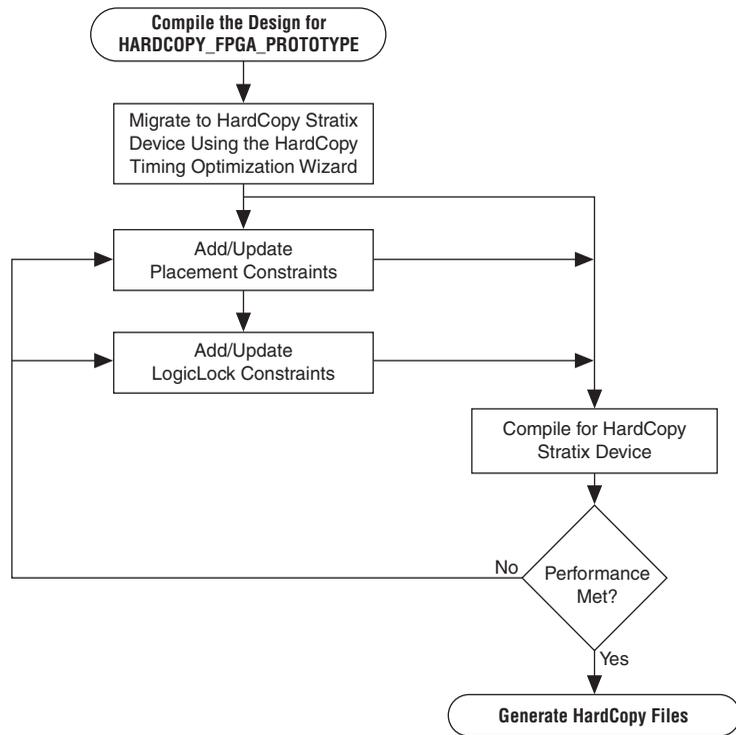 Compile the Design for
HARDCOPY_FPGA_PROTOTYPE
Migrate to HardCopy Stratix
Device Using the HardCopy
Timing Optimization Wizard
Add/Update
Placement Constraints
Add/Update
LogicLock Constraints
Compile for HardCopy
Stratix Device
No
Performance
Met?
Yes
Generate HardCopy Files